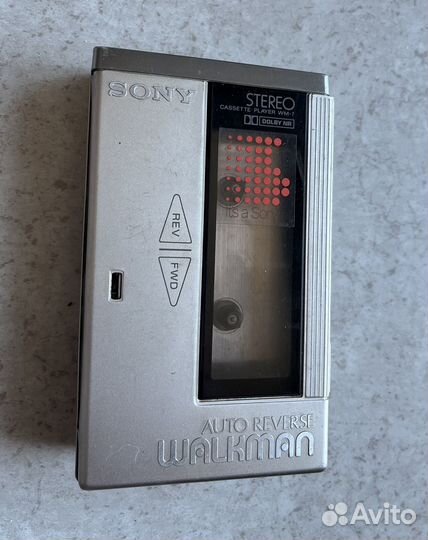 SONY
STEREO
CASSETTE PLAYER WM-7
DOLBY NR
It's a Sony
REV
FWD
AUTO REVERSE
WALKMAN
Avito